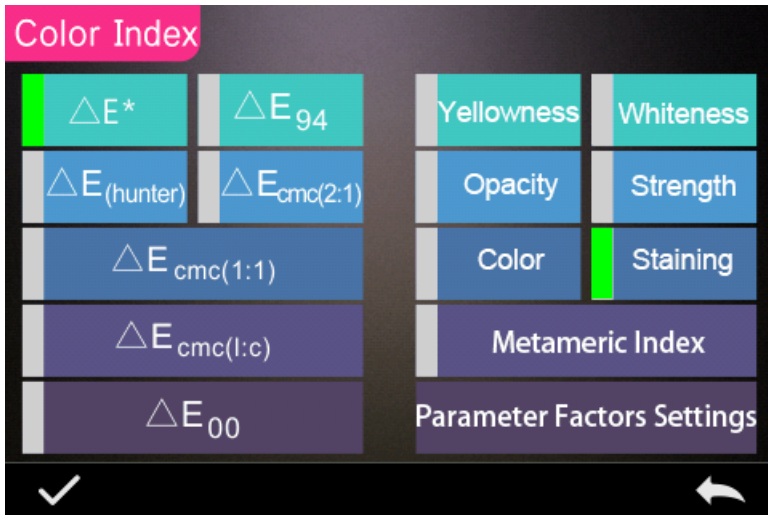 Color Index
△E* △E94
△E(hunter) △Ecmc(2:1)
△Ecmc(1:1)
△Ecmc(l:c)
△E00
Yellowness Whiteness
Opacity Strength
Color Staining
Metameric Index
Parameter Factors Settings